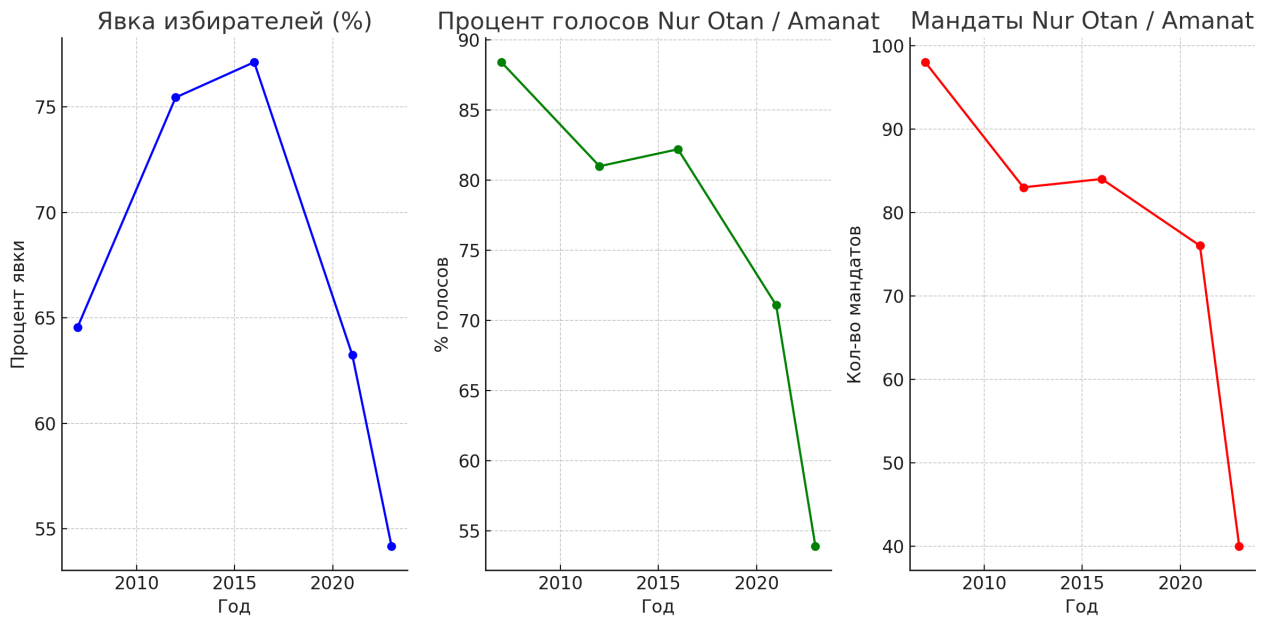 Явка избирателей (%)
Процент явки
75
70
65
60
55
2010 2015 2020
Год
Процент голосов Nur Otan / Amanat
% голосов
90
85
80
75
70
65
60
55
2010 2015 2020
Год
Мандаты Nur Otan / Amanat
Кол-во мандатов
100
90
80
70
60
50
40
2010 2015 2020
Год